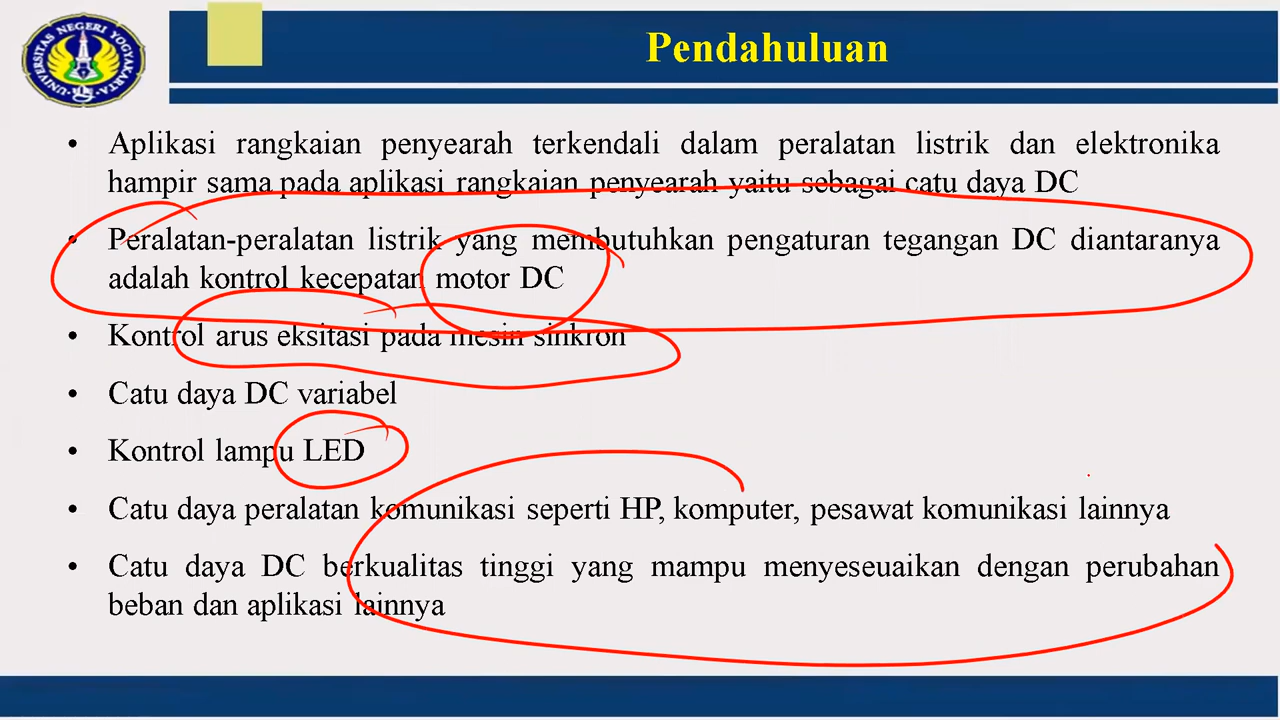 UNIVERSITAS NEGERI YOGYAKARTA
Pendahuluan
• Aplikasi rangkaian penyearah terkendali dalam peralatan listrik dan elektronika
hampir sama pada aplikasi rangkaian penyearah yaitu sebagai catu daya DC
• Peralatan-peralatan listrik yang membutuhkan pengaturan tegangan DC diantaranya
adalah kontrol kecepatan motor DC
• Kontrol arus eksitasi pada mesin sinkron
• Catu daya DC variabel
• Kontrol lampu LED
• Catu daya peralatan komunikasi seperti HP, komputer, pesawat komunikasi lainnya
• Catu daya DC berkualitas tinggi yang mampu menyeseuaikan dengan perubahan
beban dan aplikasi lainnya